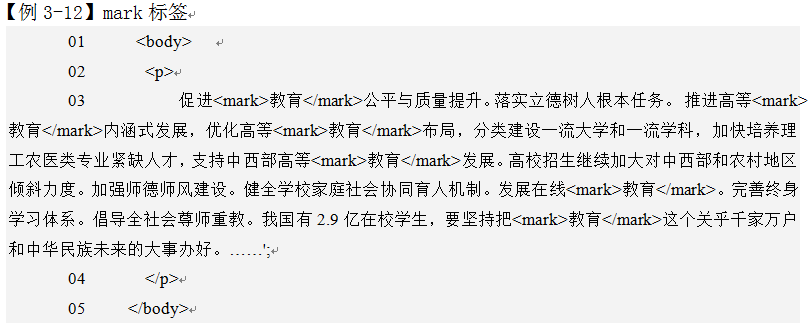 【例 3-12】mark 标签
01 <body>
02 <p>
03 促进<mark>教育</mark>公平与质量提升。落实立德树人根本任务。 推进高等<mark>
教育</mark>内涵式发展，优化高等<mark>教育</mark>布局，分类建设一流大学和一流学科，加快培养理
工农医类专业紧缺人才，支持中西部高等<mark>教育</mark>发展。高校招生继续加大对中西部和农村地区
倾斜力度。加强师德师风建设。健全学校家庭社会协同育人机制。发展在线<mark>教育</mark>。完善终身
学习体系。倡导全社会尊师重教。我国有 2.9 亿在校学生，要坚持把<mark>教育</mark>这个关乎千家万户
和中华民族未来的大事办好。……';
04 </p>
05 </body>